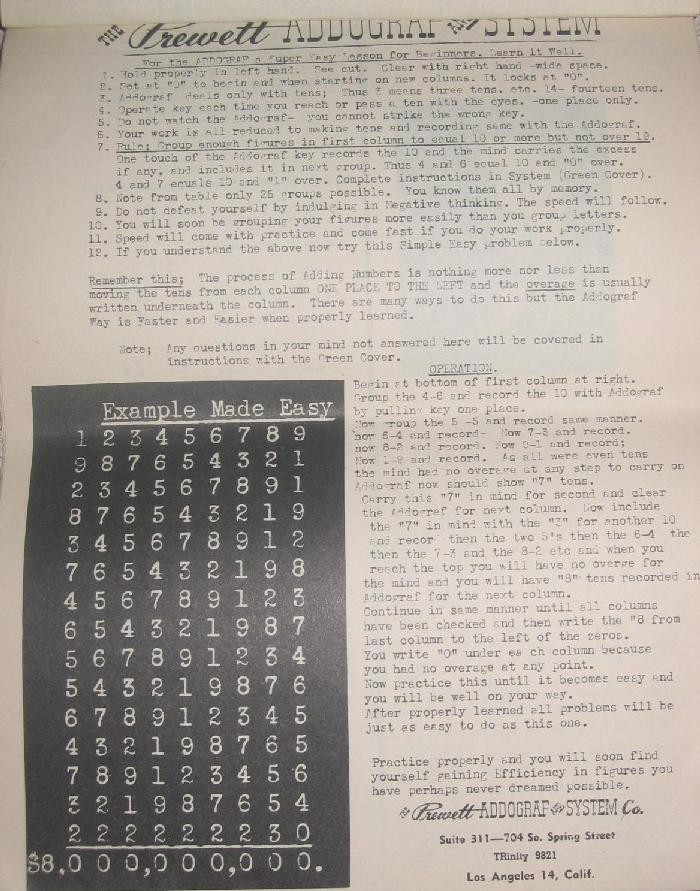 THE Prewett ADDOGRAF AND SYSTEM
For the ADDOGRAF a Super Easy Lesson for Beginners. Learn it Well.
1. Hold properly in left hand. See cut. Clear with right hand -wide space.
2. Set at "0" to begin and when starting on new columns. It locks at "0".
3. Addograf deals only with tens; Thus 3 means three tens. etc. 14- fourteen tens.
4. Operate key each time you reach or pass a ten with the eyes. -one place only.
5. Do not watch the Addograf- you cannot strike the wrong key.
6. Your work is all reduced to making tens and recording same with the Addograf.
7. Rule; Group enough figures in first column to equal 10 or more but not over 19.
One touch of the Addograf key records the 10 and the mind carries the excess
if any, and includes it in next group. Thus 4 and 6 equal 10 and "0" over.
4 and 7 equals 10 and "1" over. Complete instructions in System (Green Cover).
8. Note from table only 25 groups possible. You know them all by memory.
9. Do not defeat yourself by indulging in Negative thinking. The speed will follow.
10. You will soon be grouping your figures more easily than you group letters.
11. Speed will come with practice and come fast if you do your work properly.
12. If you understand the above now try this Simple Easy problem below.
Remember this; The process of Adding Numbers is nothing more nor less than
moving the tens from each column ONE PLACE TO THE LEFT and the overage is usually
written underneath the column. There are many ways to do this but the Addograf
Way is Faster and Easier when properly learned.
Note; Any questions in your mind not answered here will be covered in
instructions with the Green Cover.
Example Made Easy
1 2 3 4 5 6 7 8 9
9 8 7 6 5 4 3 2 1
2 3 4 5 6 7 8 9 1
8 7 6 5 4 3 2 1 9
3 4 5 6 7 8 9 1 2
7 6 5 4 3 2 1 9 8
4 5 6 7 8 9 1 2 3
6 5 4 3 2 1 9 8 7
5 6 7 8 9 1 2 3 4
5 4 3 2 1 9 8 7 6
6 7 8 9 1 2 3 4 5
4 3 2 1 9 8 7 6 5
7 8 9 1 2 3 4 5 6
3 2 1 9 8 7 6 5 4
2 2 2 2 2 2 2 3 0
$8,0 0 0,0 0 0,0 0 0.
OPERATION.
Begin at bottom of first column at right.
Group the 4-6 and record the 10 with Addograf
by pulling key one place.
Now group the 5 -5 and record same manner.
now 6-4 and record- Now 7-3 and record.
now 8-2 and record. Now 9-1 and record;
Now 1-9 and record. As all were even tens
the mind had no overage at any step to carry on
Addograf now should show "7" tens.
Carry this "7" in mind for second and clear
the Addograf for next column. Now include
the "7" in mind with the "3" for another 10
and recor then the two 5's then the 6-4 the
then the 7-3 and the 8-2 etc and when you
reach the top you will have no overge for
the mind and you will have "8" tens recorded in
Addograf for the next column.
Continue in same manner until all columns
have been checked and then write the "8 from
last column to the left of the zeros.
You write "0" under ea ch column because
you had no overage at any point.
Now practice this until it becomes easy and
you will be well on your way.
After properly learned all problems will be
just as easy to do as this one.
Practice properly and you will soon find
yourself gaining Efficiency in figures you
have perhaps never dreamed possible.
THE Prewett ADDOGRAF AND SYSTEM Co.
Suite 311—704 So. Spring Street
TRinity 9821
Los Angeles 14, Calif.